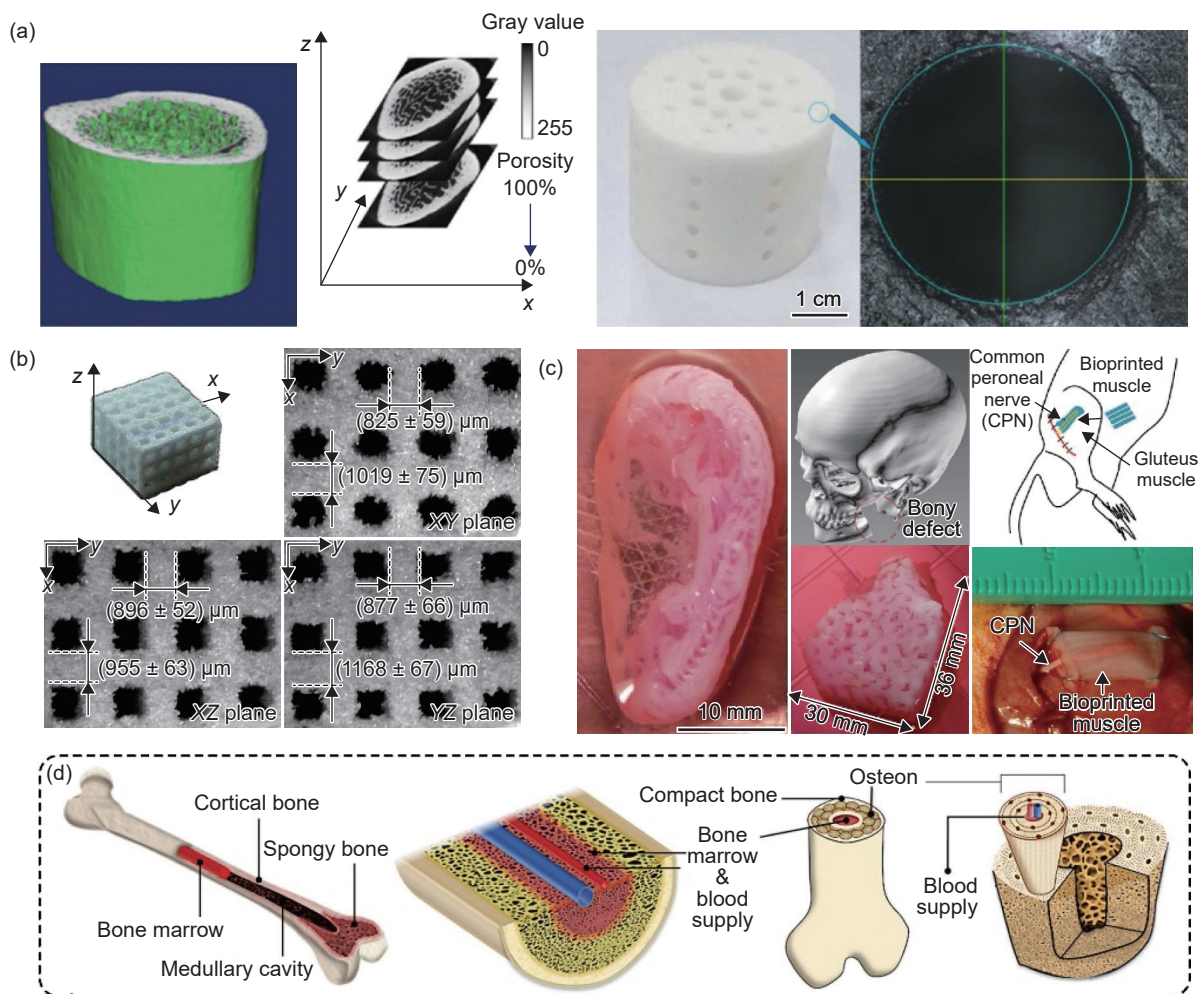 (a)
Gray value
0
255
Porosity
100%
0%
z
y
x
1 cm
(b)
z
x
y
y
x
(825 ± 59) μm
(1019 ± 75) μm
XY plane
y
x
(896 ± 52) μm
(955 ± 63) μm
XZ plane
y
x
(877 ± 66) μm
(1168 ± 67) μm
YZ plane
(c)
10 mm
Bony
defect
30 mm
36 mm
Common
peroneal
nerve
(CPN)
Bioprinted
muscle
Gluteus
muscle
CPN
Bioprinted
muscle
(d)
Cortical bone
Spongy bone
Bone marrow
Medullary cavity
Compact bone
Osteon
Bone
marrow
&
blood
supply
Blood
supply